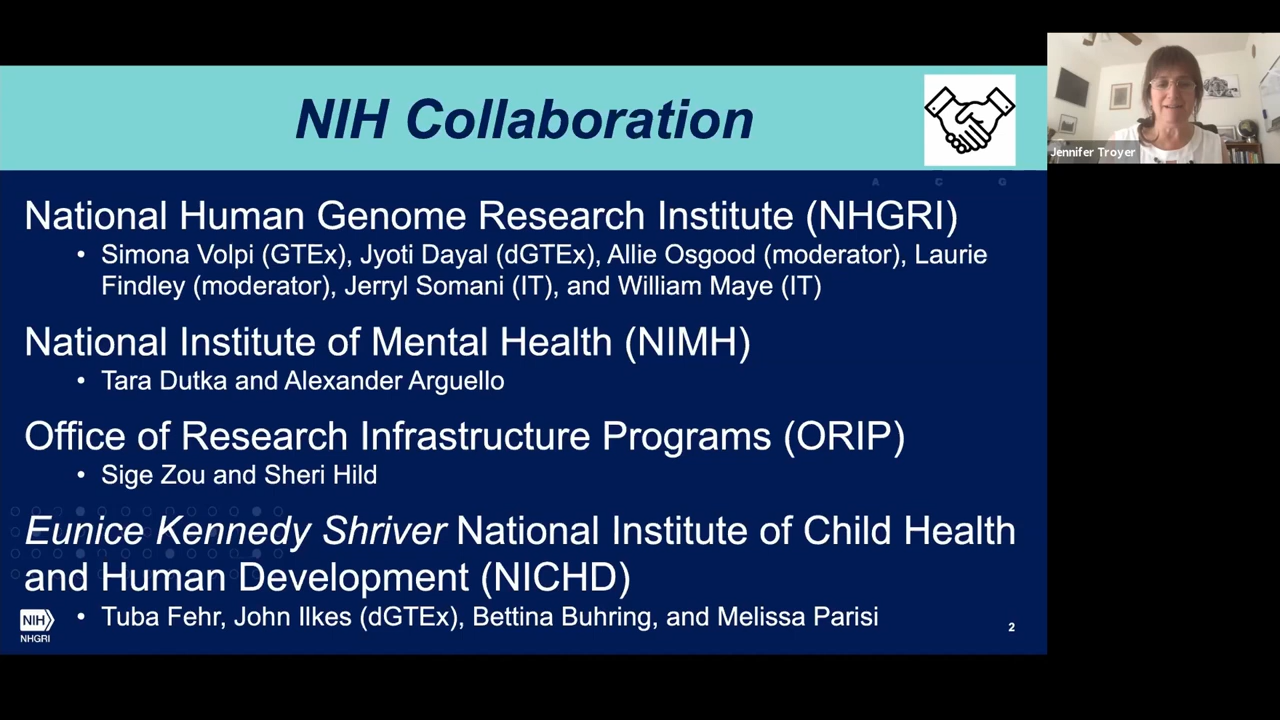 NIH Collaboration
Jennifer Troyer
A C G
National Human Genome Research Institute (NHGRI)
• Simona Volpi (GTEx), Jyoti Dayal (dGTEx), Allie Osgood (moderator), Laurie
Findley (moderator), Jerryl Somani (IT), and William Maye (IT)
National Institute of Mental Health (NIMH)
• Tara Dutka and Alexander Arguello
Office of Research Infrastructure Programs (ORIP)
• Sige Zou and Sheri Hild
Eunice Kennedy Shriver National Institute of Child Health
and Human Development (NICHD)
• Tuba Fehr, John Ilkes (dGTEx), Bettina Buhring, and Melissa Parisi
NIH
NHGRI
2